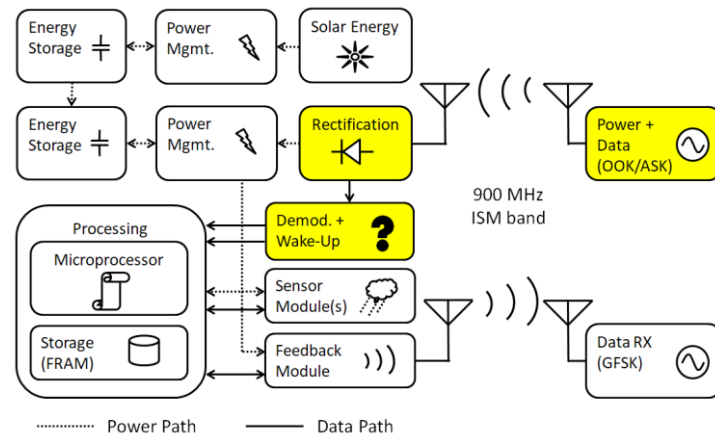 Energy
Storage
Power
Mgmt.
Solar Energy
Energy
Storage
Power
Mgmt.
Rectification
Power +
Data
(OOK/ASK)
900 MHz
ISM band
Processing
Demod. +
Wake-Up
?
Microprocessor
Sensor
Module(s)
Storage
(FRAM)
Feedback
Module
Data RX
(GFSK)
Power Path
Data Path